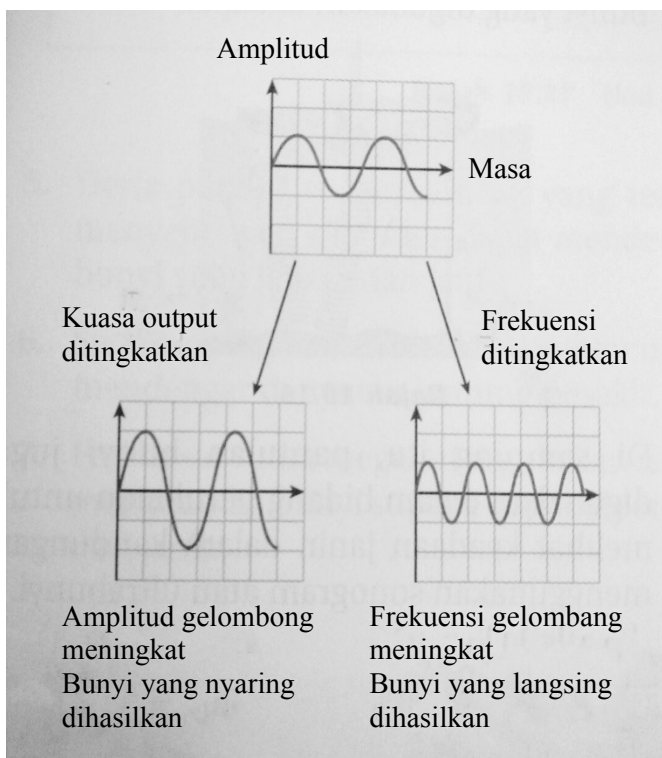 Amplitud
Masa
Kuasa output
ditingkatkan
Frekuensi
ditingkatkan
Amplitud gelombong
meningkat
Bunyi yang nyaring
dihasilkan
Frekuensi gelombang
meningkat
Bunyi yang langsing
dihasilkan